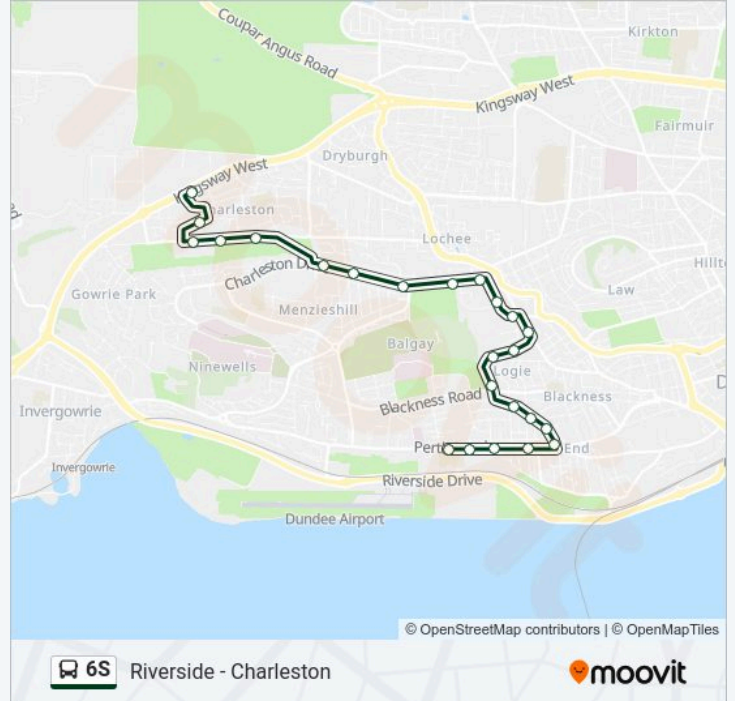 Coupar Angus Road
Kirkton
Kingsway West
Fairmuir
Dryburgh
Kingsway West
Charleston
Lochee
Charleston D
Law
Gowrie Park
Menzieshill
Balgay
Ninewells
Logie
Blackness Road
Blackness
Invergowrie
Perth
End
Invergowrie
Riverside Drive
Dundee Airport
© OpenStreetMap contributors | © OpenMapTiles
6S Riverside - Charleston
moovit